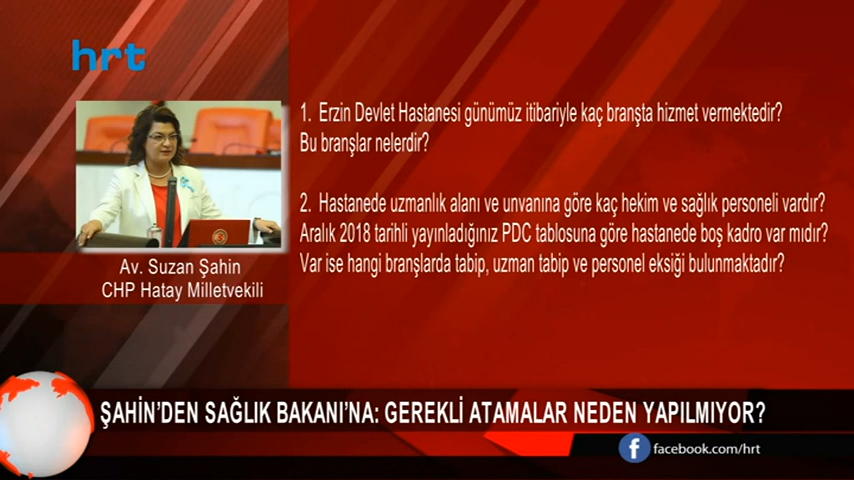 hrt
1. Erzin Devlet Hastanesi günümüz itibariyle kaç branşta hizmet vermektedir?
Bu branşlar nelerdir?
2. Hastanede uzmanlık alanı ve unvanına göre kaç hekim ve sağlık personeli vardır?
Aralık 2018 tarihli yayınladığınız PDC tablosuna göre hastanede boş kadro var mıdır?
Var ise hangi branşlarda tabip, uzman tabip ve personel eksiği bulunmaktadır?
Av. Suzan Şahin
CHP Hatay Milletvekili
ŞAHİN’DEN SAĞLIK BAKANI’NA: GEREKLİ ATAMALAR NEDEN YAPILMIYOR?
f facebook.com/hrt